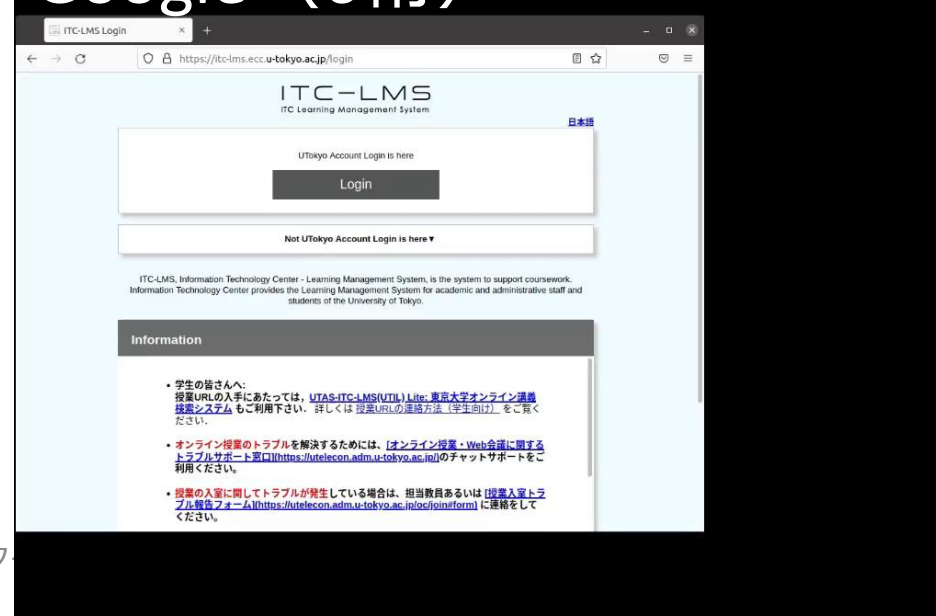 Google
ITC-LMS Login
https://itc-lms.ecc.u-tokyo.ac.jp/login
ITC-LMS
ITC Learning Management System
日本語
UTokyo Account Login is here
Login
Not UTokyo Account Login is here▼
ITC-LMS, Information Technology Center - Learning Management System, is the system to support coursework.
Information Technology Center provides the Learning Management System for academic and administrative staff and
students of the University of Tokyo.
Information
• 学生の皆さんへ:
授業URLの入手にあたっては，UTAS-ITC-LMS(UTIL) Lite: 東京大学オンライン講義
検索システム もご利用下さい．詳しくは 授業URLの連絡方法（学生向け） をご覧く
ださい．
• オンライン授業のトラブルを解決するためには、[オンライン授業・Web会議に関する
トラブルサポート窓口](https://utelecon.adm.u-tokyo.ac.jp/)のチャットサポートをご
利用ください。
• 授業の入室に関してトラブルが発生している場合は、担当教員あるいは [授業入室トラ
ブル報告フォーム](https://utelecon.adm.u-tokyo.ac.jp/oc/join#form) に連絡をして
ください。